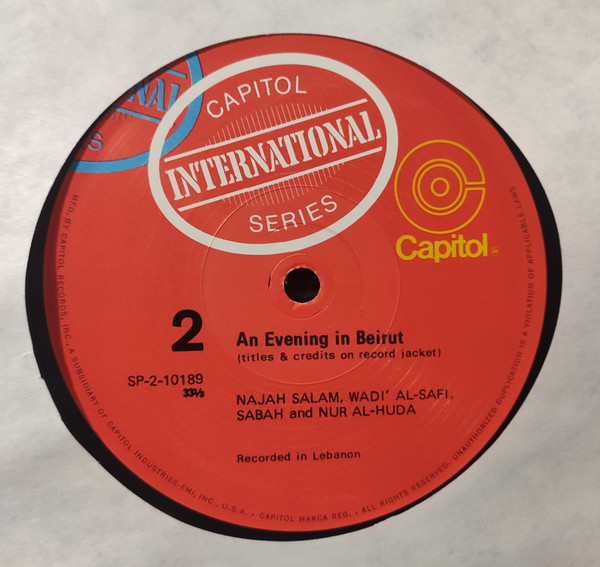 NAL
S
CAPITOL
INTERNATIONAL
SERIES
Capitol
2
An Evening in Beirut
(titles & credits on record jacket)
SP-2-10189
33⅓
NAJAH SALAM, WADI' AL-SAFI,
SABAH and NUR AL-HUDA
Recorded in Lebanon
MFD. BY CAPITOL RECORDS, INC. A SUBSIDIARY OF CAPITOL INDUSTRIES-EMI, INC., U.S.A. • CAPITOL MARCA REG. • ALL RIGHTS RESERVED. UNAUTHORIZED DUPLICATION IS A VIOLATION OF APPLICABLE LAWS